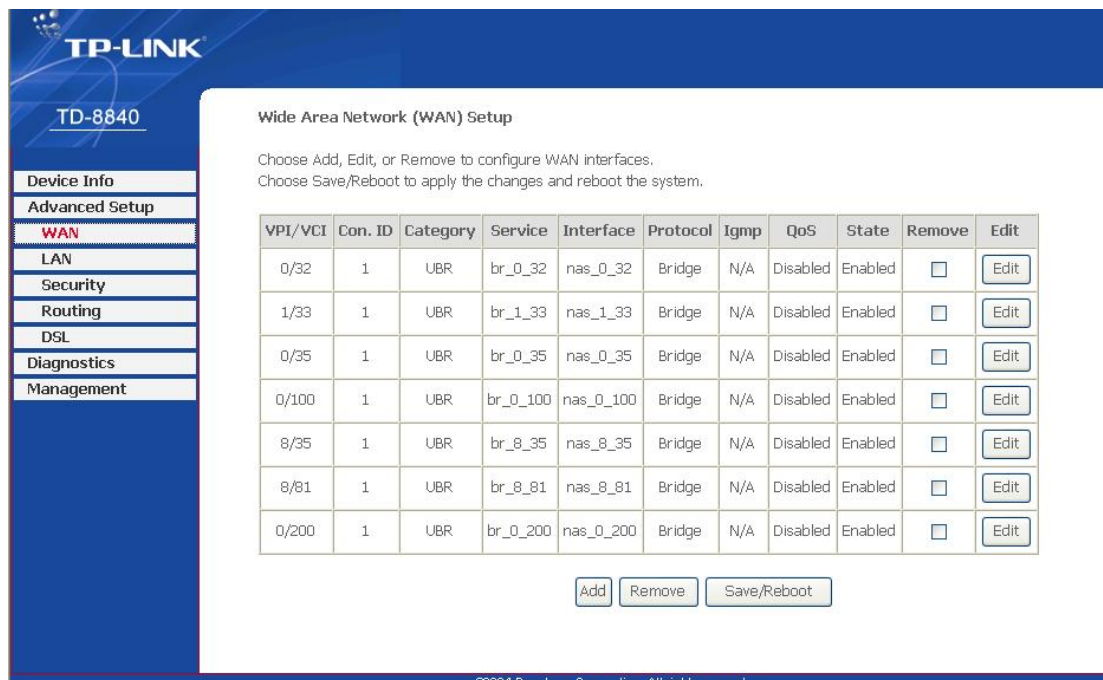 TP-LINK
TD-8840
Device Info
Advanced Setup
WAN
LAN
Security
Routing
DSL
Diagnostics
Management
Wide Area Network (WAN) Setup
Choose Add, Edit, or Remove to configure WAN interfaces.
Choose Save/Reboot to apply the changes and reboot the system.
VPI/VCI Con. ID Category Service Interface Protocol Igmp QoS State Remove Edit
0/32 1 UBR br_0_32 nas_0_32 Bridge N/A Disabled Enabled Edit
1/33 1 UBR br_1_33 nas_1_33 Bridge N/A Disabled Enabled Edit
0/35 1 UBR br_0_35 nas_0_35 Bridge N/A Disabled Enabled Edit
0/100 1 UBR br_0_100 nas_0_100 Bridge N/A Disabled Enabled Edit
8/35 1 UBR br_8_35 nas_8_35 Bridge N/A Disabled Enabled Edit
8/81 1 UBR br_8_81 nas_8_81 Bridge N/A Disabled Enabled Edit
0/200 1 UBR br_0_200 nas_0_200 Bridge N/A Disabled Enabled Edit
Add Remove Save/Reboot